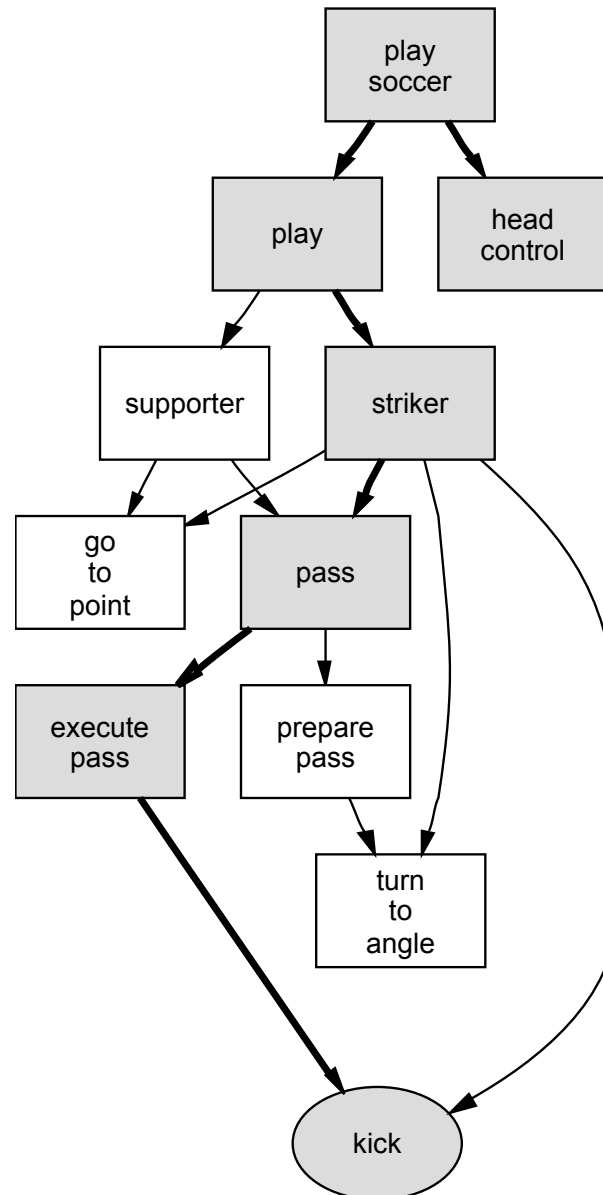 play
soccer
play
head
control
supporter
striker
go
to
point
pass
execute
pass
prepare
pass
turn
to
angle
kick